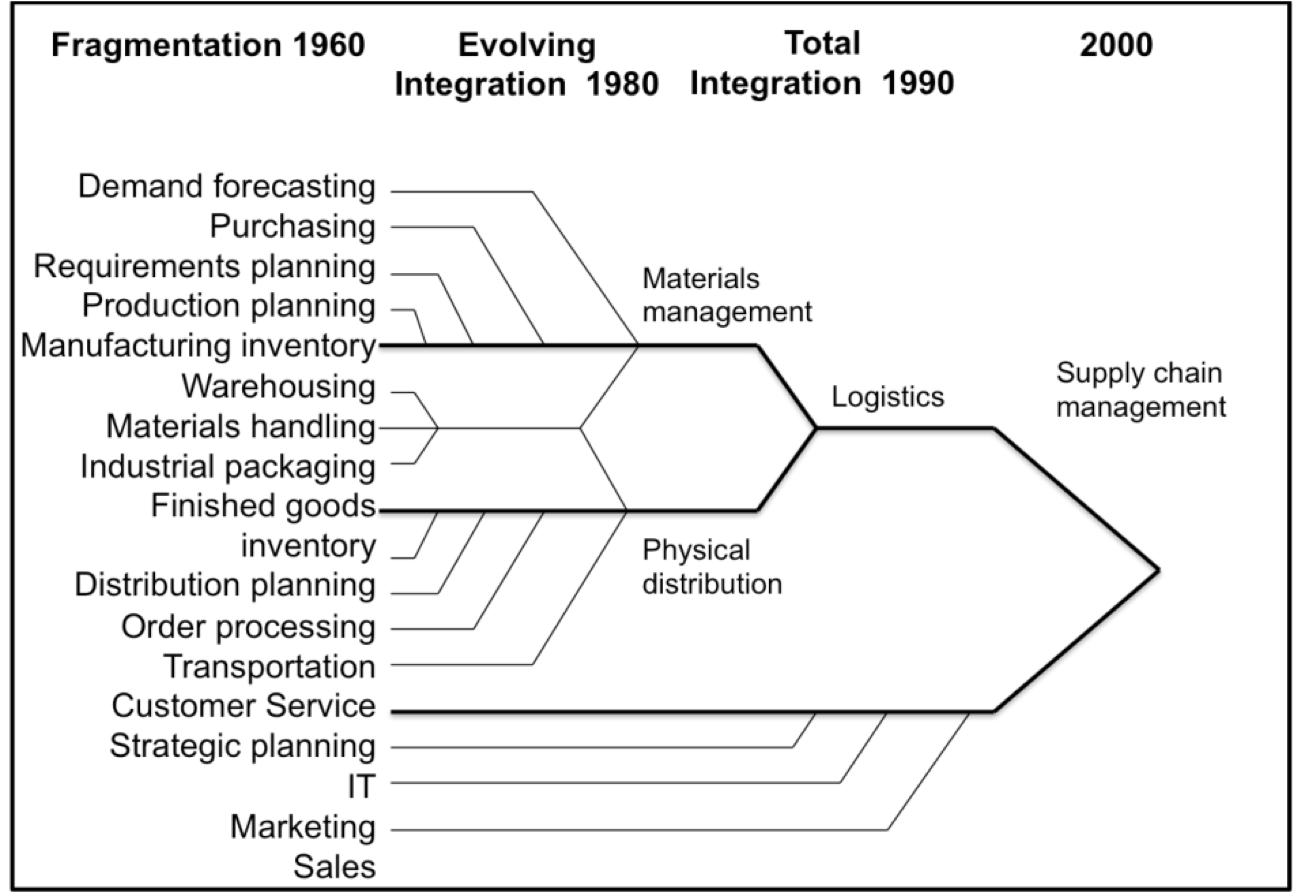 Fragmentation 1960
Evolving
Integration 1980
Total
Integration 1990
2000
Demand forecasting
Purchasing
Requirements planning
Production planning
Manufacturing inventory
Warehousing
Materials handling
Industrial packaging
Finished goods
inventory
Distribution planning
Order processing
Transportation
Customer Service
Strategic planning
IT
Marketing
Sales
Materials
management
Physical
distribution
Logistics
Supply chain
management